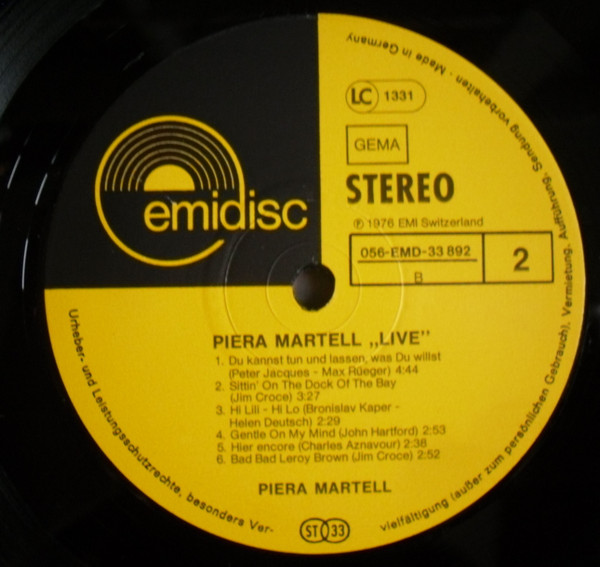 emidisc
LC 1331
GEMA
STEREO
℗ 1976 EMI Switzerland
056-EMD-33 892
B
2
PIERA MARTELL „LIVE"
1. Du kannst tun und lassen, was Du willst
(Peter Jacques - Max Rüeger) 4:44
2. Sittin' On The Dock Of The Bay
(Jim Croce) 3:27
3. Hi Lili - Hi Lo (Bronislav Kaper -
Helen Deutsch) 2:29
4. Gentle On My Mind (John Hartford) 2:53
5. Hier encore (Charles Aznavour) 2:38
6. Bad Bad Leroy Brown (Jim Croce) 2:52
PIERA MARTELL
ST 33
Urheber- und Leistungsschutzrechte, besonders Ver-
vielfältigung (außer zum persönlichen Gebrauch), Vermietung, Aufführung, Sendung vorbehalten - Made in Germany